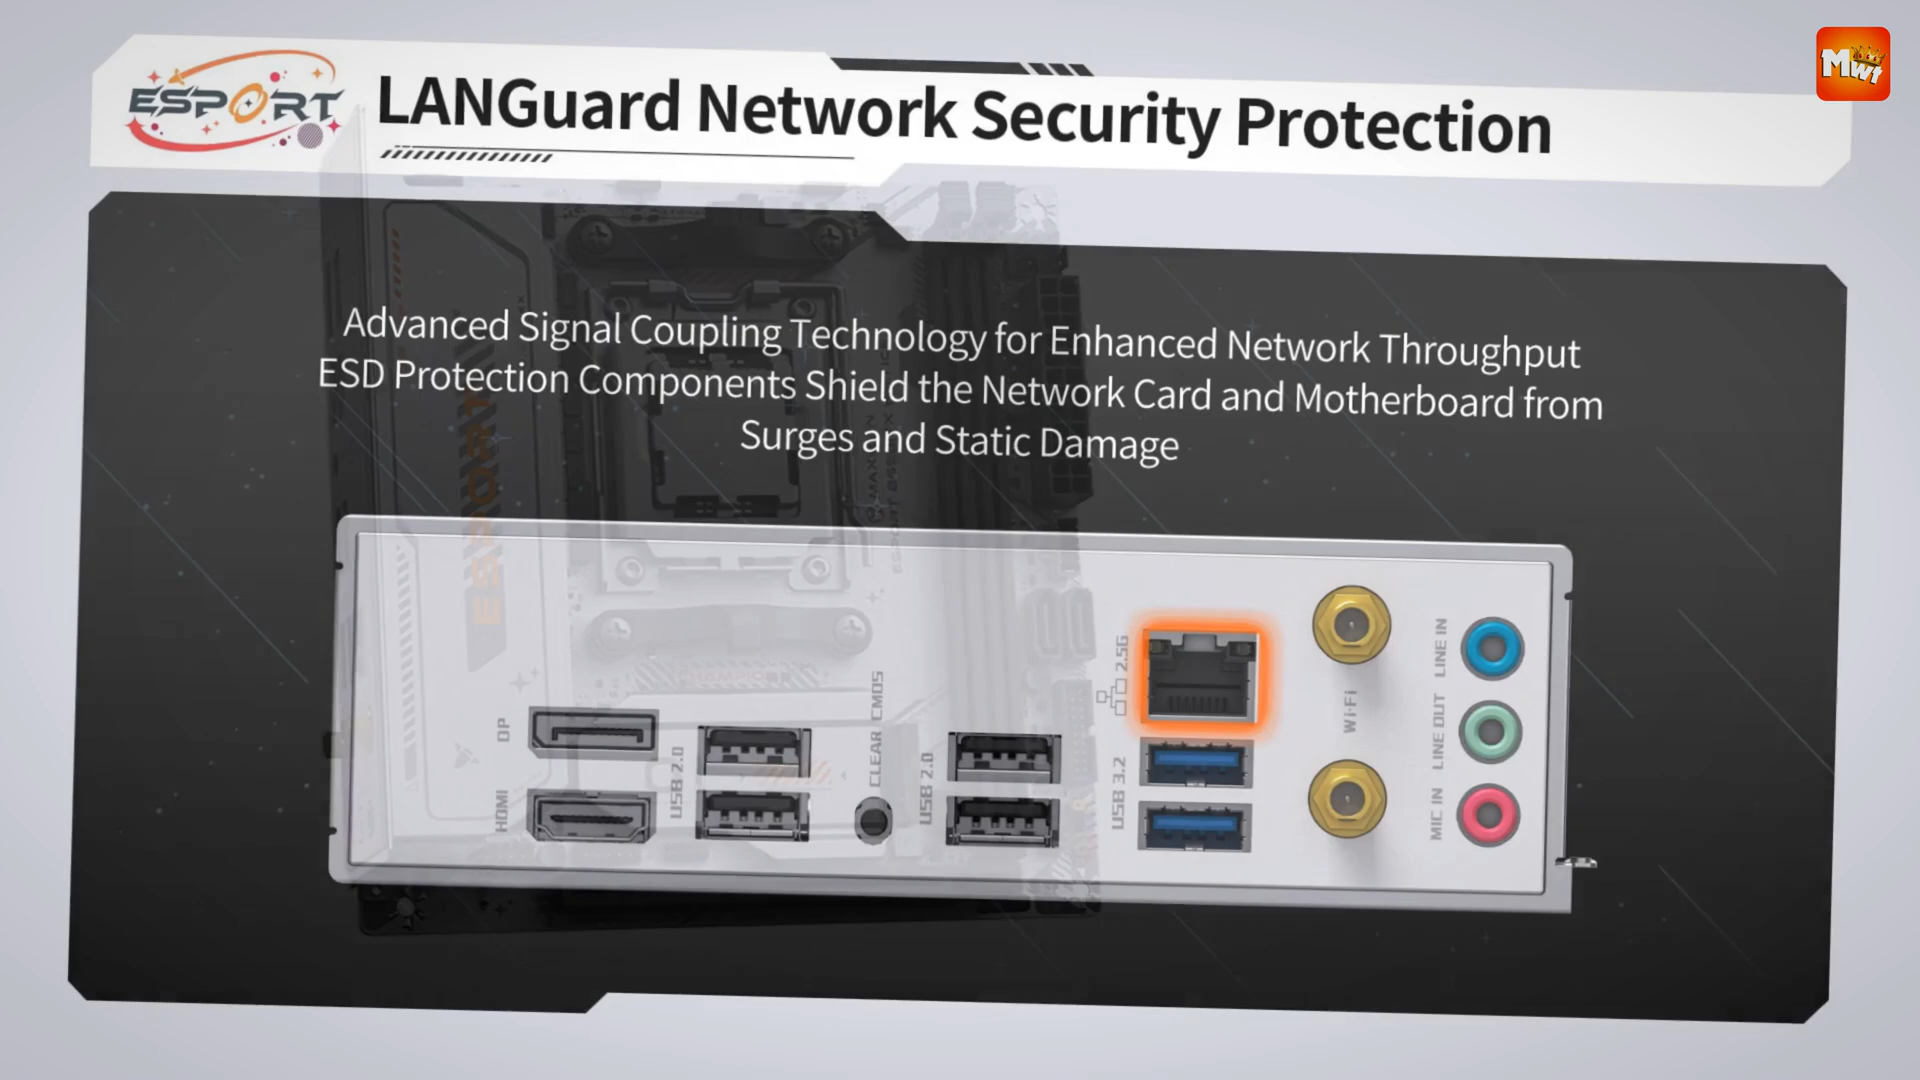 ESPORT
LANGuard Network Security Protection
Mwt
Advanced Signal Coupling Technology for Enhanced Network Throughput
ESD Protection Components Shield the Network Card and Motherboard from
Surges and Static Damage
ESPORT
DP
HDMI
USB 2.0
CLEAR CMOS
USB 2.0
2.5G
USB 3.2
Wi-Fi
LINE IN
LINE OUT
MIC IN